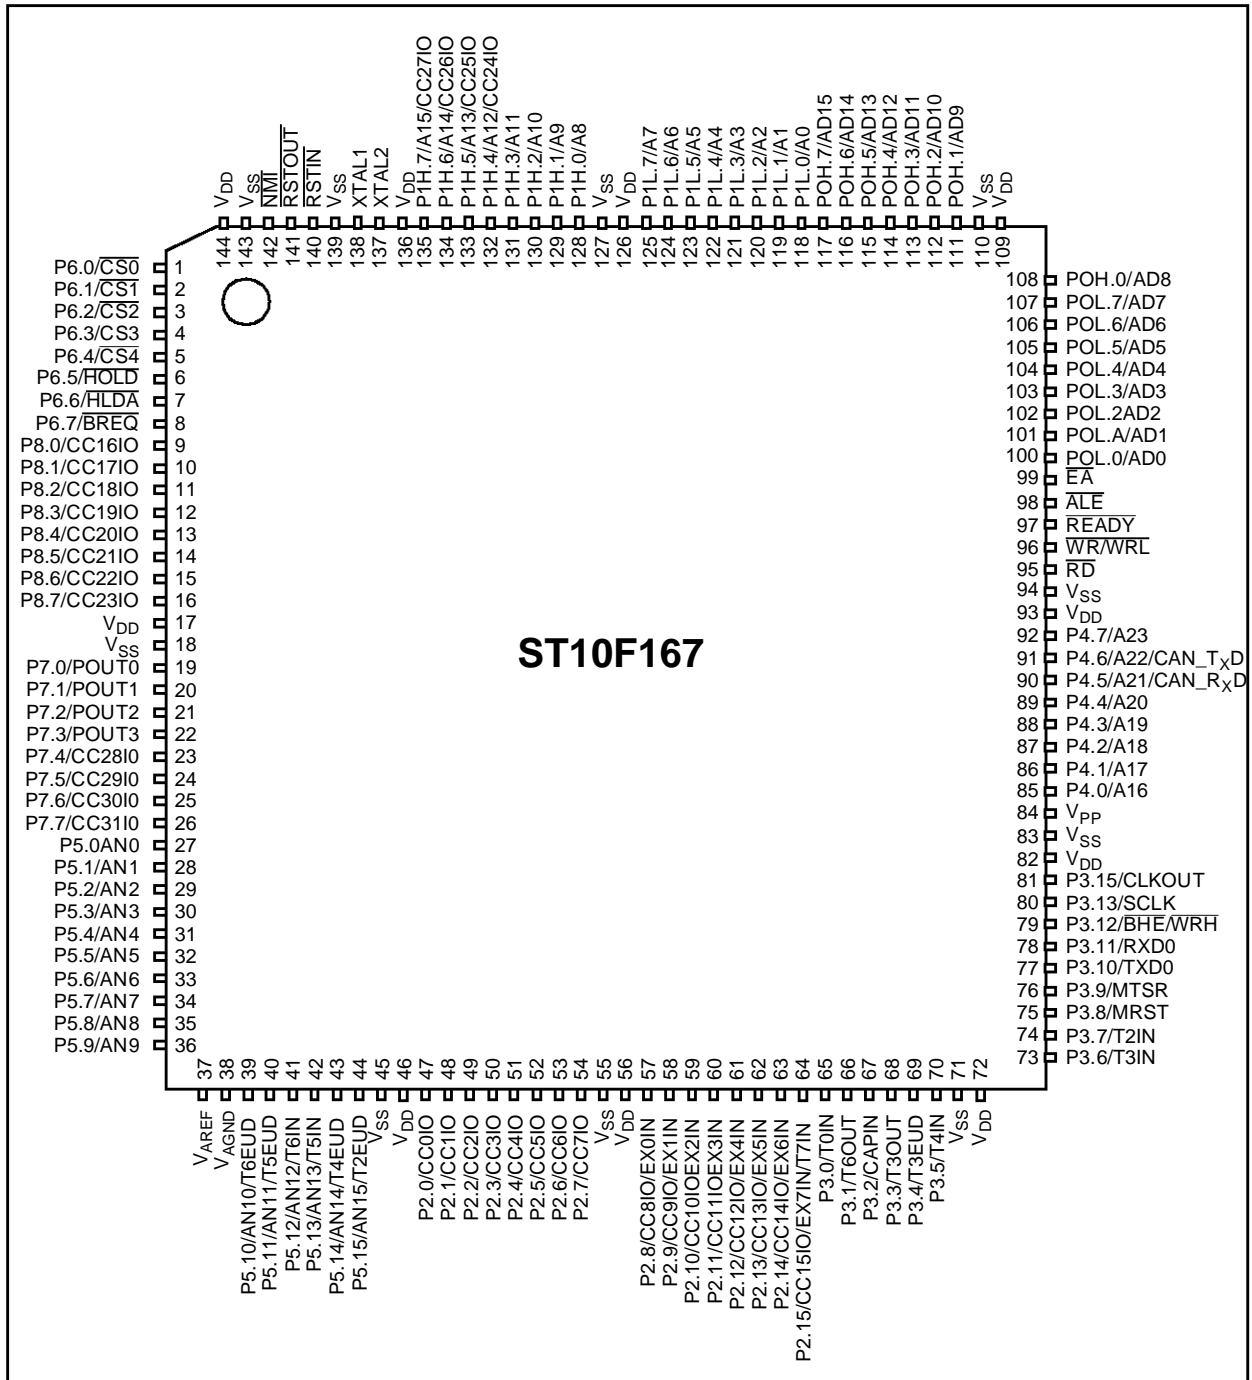 VDD
VSS
NMI
RSTOUT
RSTIN
VSS
XTAL1
XTAL2
VDD
P1H.7/A15/CC27IO
P1H.6/A14/CC26IO
P1H.5/A13/CC25IO
P1H.4/A12/CC24IO
P1H.3/A11
P1H.2/A10
P1H.1/A9
P1H.0/A8
VSS
VDD
P1L.7/A7
P1L.6/A6
P1L.5/A5
P1L.4/A4
P1L.3/A3
P1L.2/A2
P1L.1/A1
P1L.0/A0
POH.7/AD15
POH.6/AD14
POH.5/AD13
POH.4/AD12
POH.3/AD11
POH.2/AD10
POH.1/AD9
VSS
VDD
144
143
142
141
140
139
138
137
136
135
134
133
132
131
130
129
128
127
126
125
124
123
122
121
120
119
118
117
116
115
114
113
112
111
110
109
P6.0/CS0 1
P6.1/CS1 2
P6.2/CS2 3
P6.3/CS3 4
P6.4/CS4 5
P6.5/HOLD 6
P6.6/HLDA 7
P6.7/BREQ 8
P8.0/CC16IO 9
P8.1/CC17IO 10
P8.2/CC18IO 11
P8.3/CC19IO 12
P8.4/CC20IO 13
P8.5/CC21IO 14
P8.6/CC22IO 15
P8.7/CC23IO 16
VDD 17
VSS 18
P7.0/POUT0 19
P7.1/POUT1 20
P7.2/POUT2 21
P7.3/POUT3 22
P7.4/CC28I0 23
P7.5/CC29I0 24
P7.6/CC30I0 25
P7.7/CC31I0 26
P5.0AN0 27
P5.1/AN1 28
P5.2/AN2 29
P5.3/AN3 30
P5.4/AN4 31
P5.5/AN5 32
P5.6/AN6 33
P5.7/AN7 34
P5.8/AN8 35
P5.9/AN9 36
ST10F167
108 POH.0/AD8
107 POL.7/AD7
106 POL.6/AD6
105 POL.5/AD5
104 POL.4/AD4
103 POL.3/AD3
102 POL.2AD2
101 POL.A/AD1
100 POL.0/AD0
99 EA
98 ALE
97 READY
96 WR/WRL
95 RD
94 VSS
93 VDD
92 P4.7/A23
91 P4.6/A22/CAN_TXD
90 P4.5/A21/CAN_RXD
89 P4.4/A20
88 P4.3/A19
87 P4.2/A18
86 P4.1/A17
85 P4.0/A16
84 VPP
83 VSS
82 VDD
81 P3.15/CLKOUT
80 P3.13/SCLK
79 P3.12/BHE/WRH
78 P3.11/RXD0
77 P3.10/TXD0
76 P3.9/MTSR
75 P3.8/MRST
74 P3.7/T2IN
73 P3.6/T3IN
37
38
39
40
41
42
43
44
45
46
47
48
49
50
51
52
53
54
55
56
57
58
59
60
61
62
63
64
65
66
67
68
69
70
71
72
VAREF
VAGND
P5.10/AN10/T6EUD
P5.11/AN11/T5EUD
P5.12/AN12/T6IN
P5.13/AN13/T5IN
P5.14/AN14/T4EUD
P5.15/AN15/T2EUD
VSS
VDD
P2.0/CC0IO
P2.1/CC1IO
P2.2/CC2IO
P2.3/CC3IO
P2.4/CC4IO
P2.5/CC5IO
P2.6/CC6IO
P2.7/CC7IO
VSS
VDD
P2.8/CC8IO/EX0IN
P2.9/CC9IO/EX1IN
P2.10/CC10IOEX2IN
P2.11/CC11IOEX3IN
P2.12/CC12IO/EX4IN
P2.13/CC13IO/EX5IN
P2.14/CC14IO/EX6IN
P2.15/CC15IO/EX7IN/T7IN
P3.0/T0IN
P3.1/T6OUT
P3.2/CAPIN
P3.3/T3OUT
P3.4/T3EUD
P3.5/T4IN
VSS
VDD